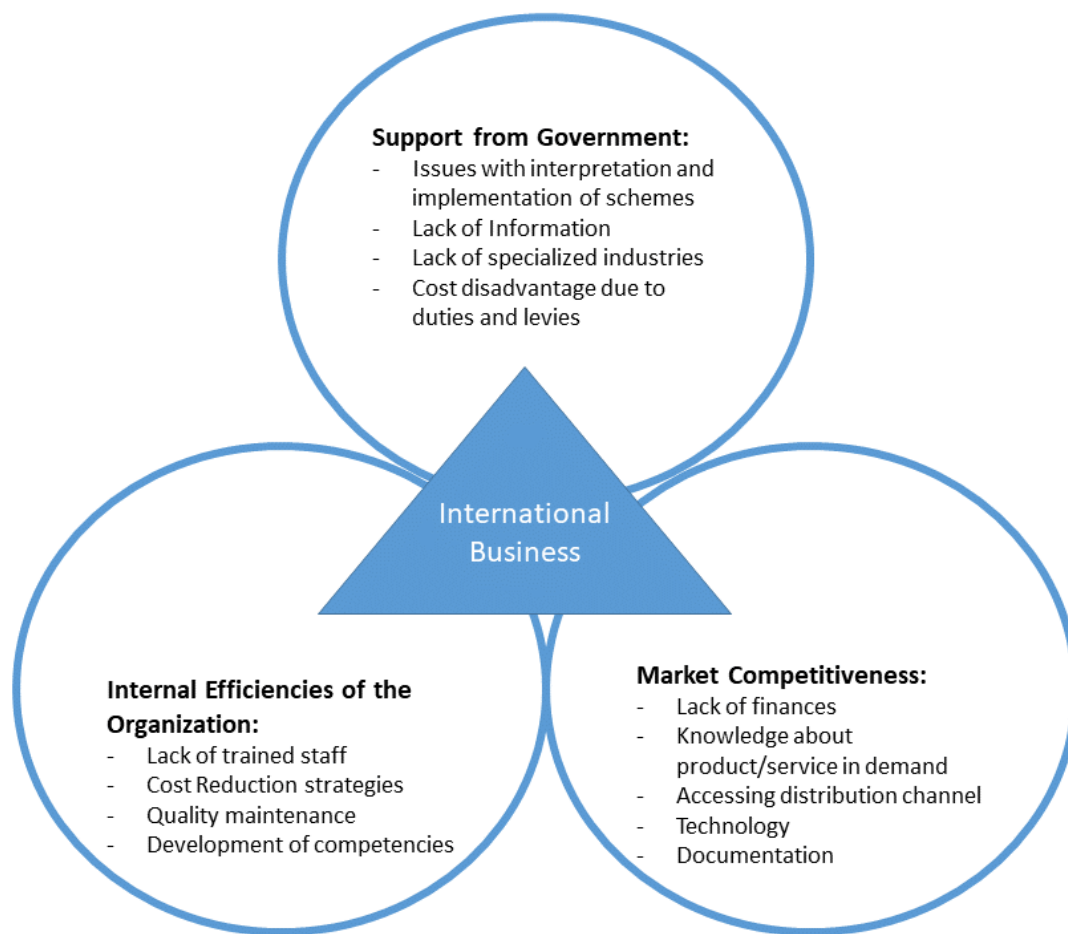 Support from Government:
- Issues with interpretation and
implementation of schemes
- Lack of Information
- Lack of specialized industries
- Cost disadvantage due to
duties and levies
International
Business
Internal Efficiencies of the
Organization:
- Lack of trained staff
- Cost Reduction strategies
- Quality maintenance
- Development of competencies
Market Competitiveness:
- Lack of finances
- Knowledge about
product/service in demand
- Accessing distribution channel
- Technology
- Documentation